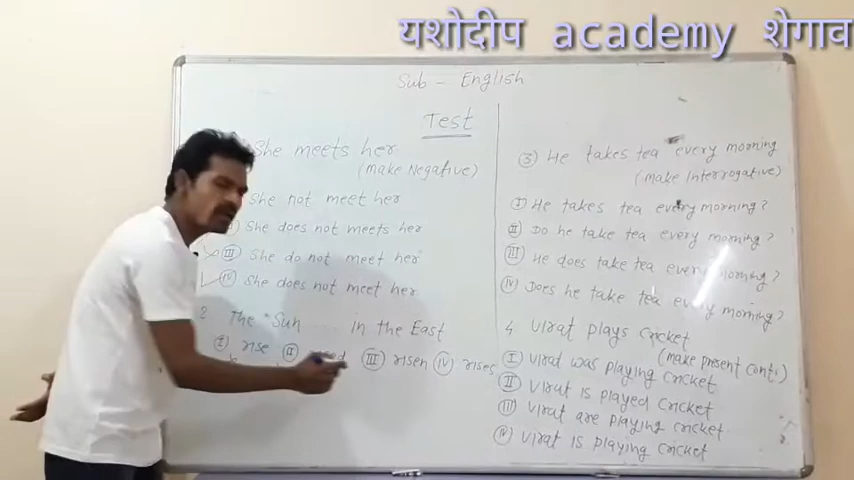 यशोदीप academy शेगाव
Sub - English
Test
She meets her
(make Negative)
She not meet her
She does not meets her
III She do not meet her
IV She does not meet her
2 The Sun in the East
I rise II III risen IV rises
3 He takes tea every morning
(make Interrogative)
I He takes tea every morning?
II Do he take tea every morning?
III He does take tea every morning?
IV Does he take tea every morning?
4 Virat plays cricket
(make present conti.)
I Virat was playing cricket
II Virat is played cricket
III Virat are playing cricket
IV Virat is playing cricket